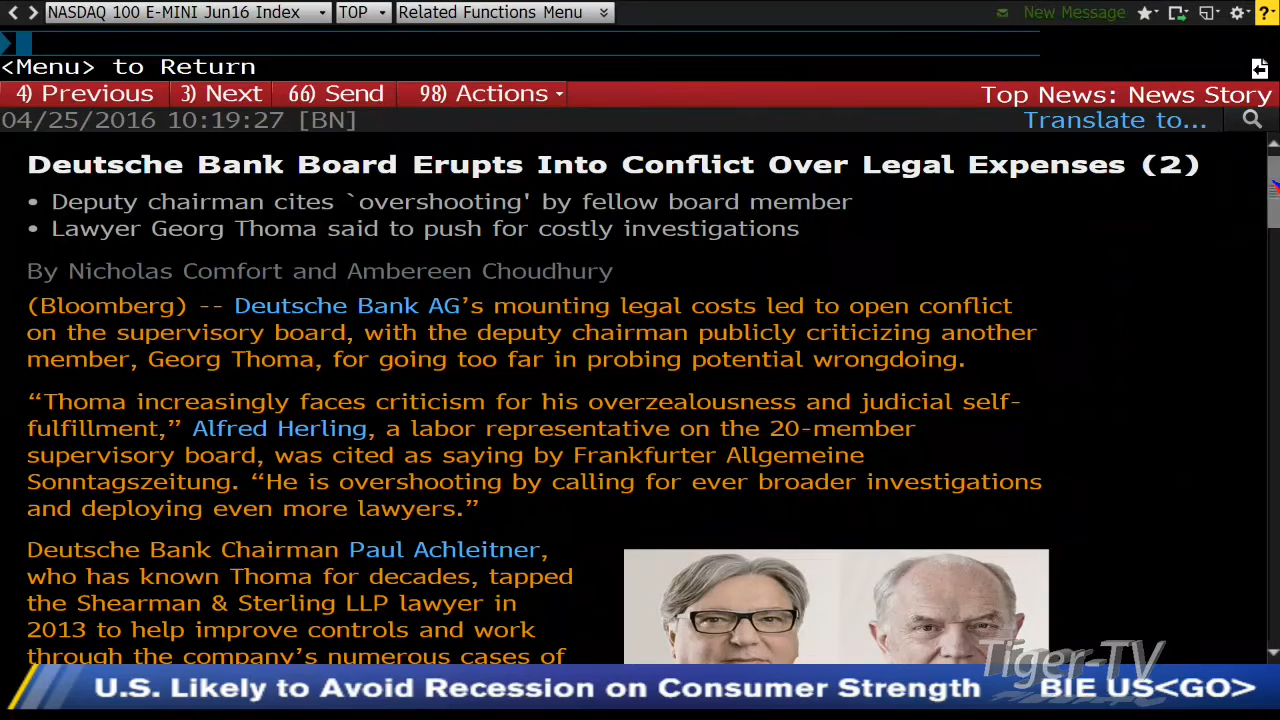 NASDAQ 100 E-MINI Jun16 Index TOP Related Functions Menu New Message ?
<Menu> to Return
4) Previous 3) Next 66) Send 98) Actions Top News: News Story
04/25/2016 10:19:27 [BN] Translate to...
Deutsche Bank Board Erupts Into Conflict Over Legal Expenses (2)
• Deputy chairman cites `overshooting' by fellow board member
• Lawyer Georg Thoma said to push for costly investigations
By Nicholas Comfort and Ambereen Choudhury
(Bloomberg) -- Deutsche Bank AG’s mounting legal costs led to open conflict
on the supervisory board, with the deputy chairman publicly criticizing another
member, Georg Thoma, for going too far in probing potential wrongdoing.
“Thoma increasingly faces criticism for his overzealousness and judicial self-
fulfillment,” Alfred Herling, a labor representative on the 20-member
supervisory board, was cited as saying by Frankfurter Allgemeine
Sonntagszeitung. “He is overshooting by calling for ever broader investigations
and deploying even more lawyers.”
Deutsche Bank Chairman Paul Achleitner,
who has known Thoma for decades, tapped
the Shearman & Sterling LLP lawyer in
2013 to help improve controls and work
through the company’s numerous cases of
Tiger-TV
U.S. Likely to Avoid Recession on Consumer Strength BIE US<GO>